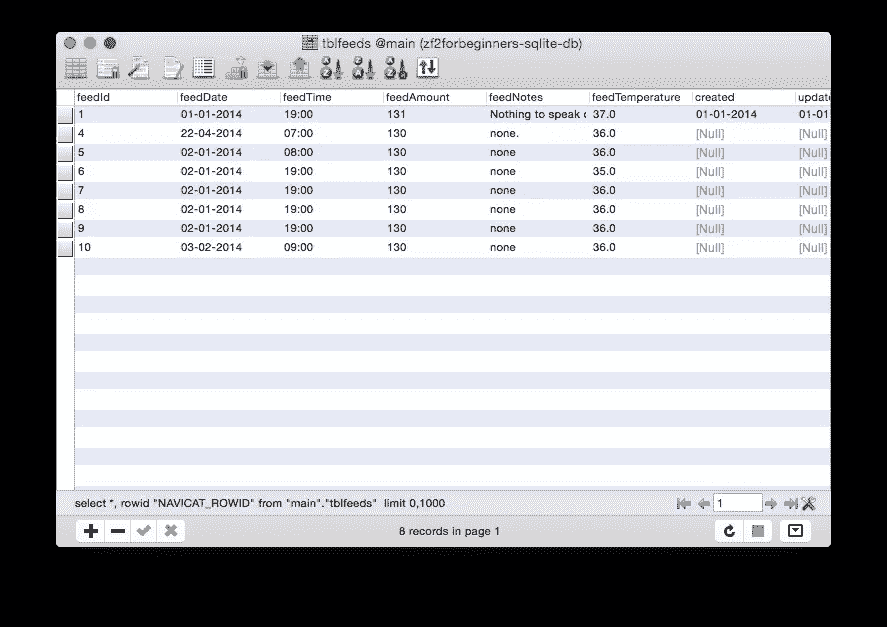 tblfeeds @main (zf2forbeginners-sqlite-db)
feedId feedDate feedTime feedAmount feedNotes feedTemperature created update
1 01-01-2014 19:00 131 Nothing to speak o 37.0 01-01-2014 01-01
4 22-04-2014 07:00 130 none. 36.0 [Null] [Null]
5 02-01-2014 08:00 130 none 36.0 [Null] [Null]
6 02-01-2014 19:00 130 none 35.0 [Null] [Null]
7 02-01-2014 19:00 130 none 36.0 [Null] [Null]
8 02-01-2014 19:00 130 none 36.0 [Null] [Null]
9 02-01-2014 19:00 130 none 36.0 [Null] [Null]
10 03-02-2014 09:00 130 none 36.0 [Null] [Null]
select *, rowid "NAVICAT_ROWID" from "main"."tblfeeds" limit 0,1000
1
8 records in page 1